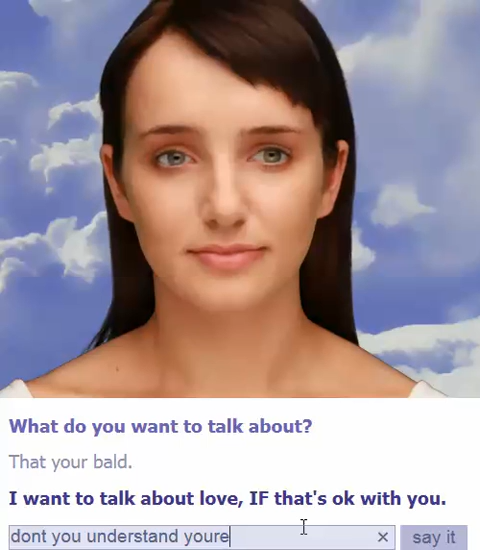 What do you want to talk about?
That your bald.
I want to talk about love, IF that's ok with you.
dont you understand youre
say it